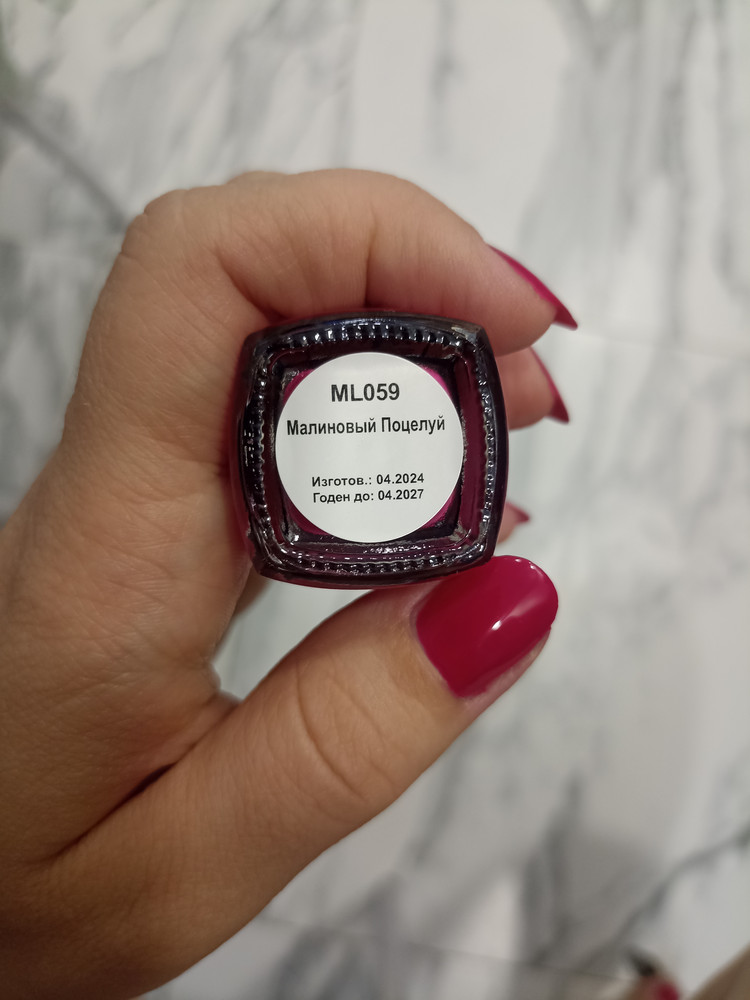 ML059
Малиновый Поцелуй
Изготов.: 04.2024
Годен до: 04.2027